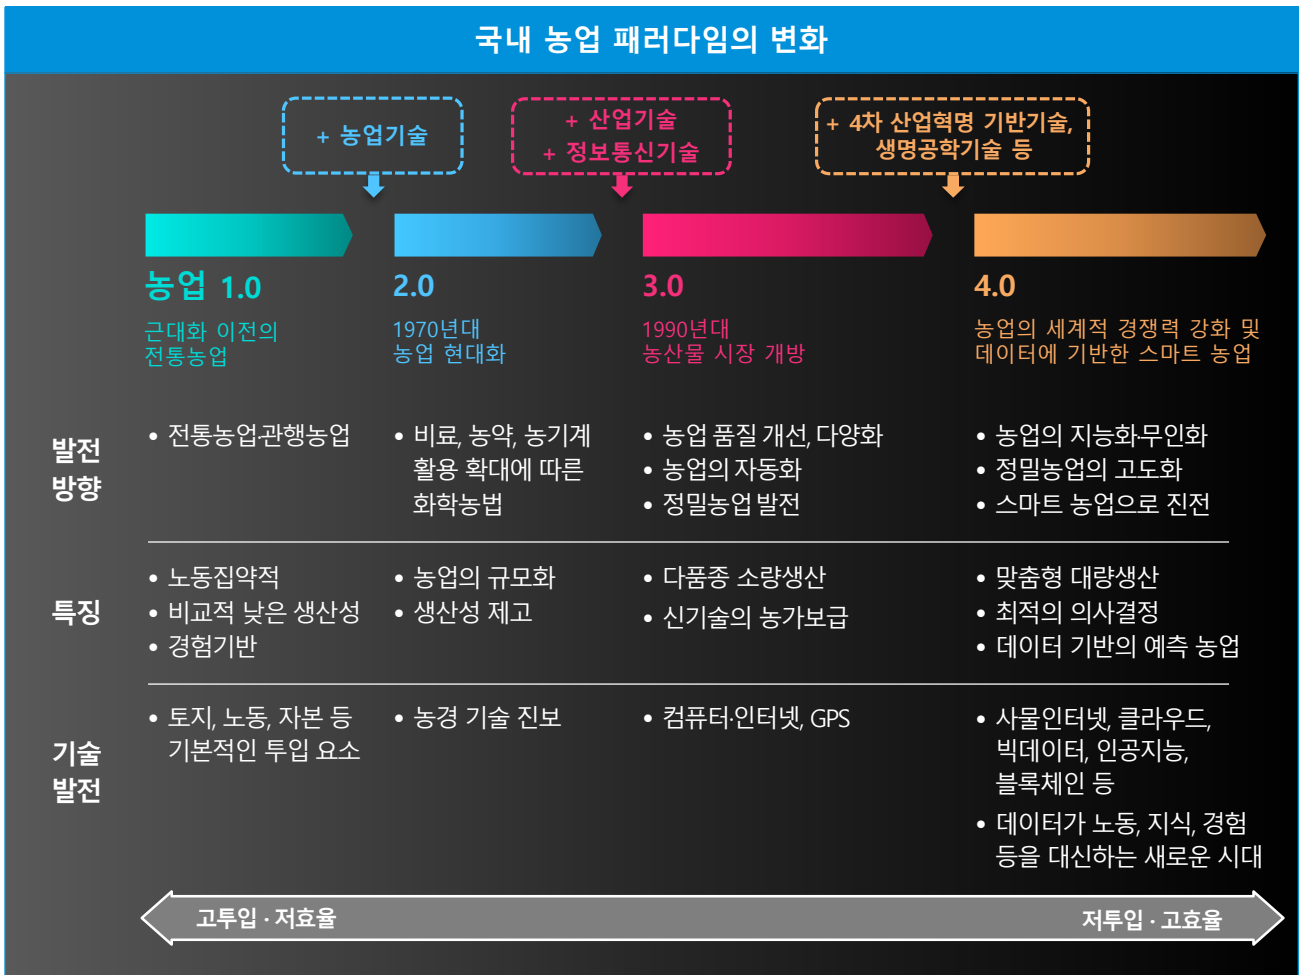 국내 농업 패러다임의 변화
+ 농업기술
+ 산업기술
+ 정보통신기술
+ 4차 산업혁명 기반기술,
생명공학기술 등
농업 1.0
근대화 이전의
전통농업
2.0
1970년대
농업 현대화
3.0
1990년대
농산물 시장 개방
4.0
농업의 세계적 경쟁력 강화 및
데이터에 기반한 스마트 농업
발전
방향
• 전통농업·관행농업
• 비료, 농약, 농기계
활용 확대에 따른
화학농법
• 농업 품질 개선, 다양화
• 농업의 자동화
• 정밀농업 발전
• 농업의 지능화·무인화
• 정밀농업의 고도화
• 스마트 농업으로 진전
특징
• 노동집약적
• 비교적 낮은 생산성
• 경험기반
• 농업의 규모화
• 생산성 제고
• 다품종 소량생산
• 신기술의 농가보급
• 맞춤형 대량생산
• 최적의 의사결정
• 데이터 기반의 예측 농업
기술
발전
• 토지, 노동, 자본 등
기본적인 투입 요소
• 농경 기술 진보
• 컴퓨터·인터넷, GPS
• 사물인터넷, 클라우드,
빅데이터, 인공지능,
블록체인 등
• 데이터가 노동, 지식, 경험
등을 대신하는 새로운 시대
고투입 · 저효율
저투입 · 고효율